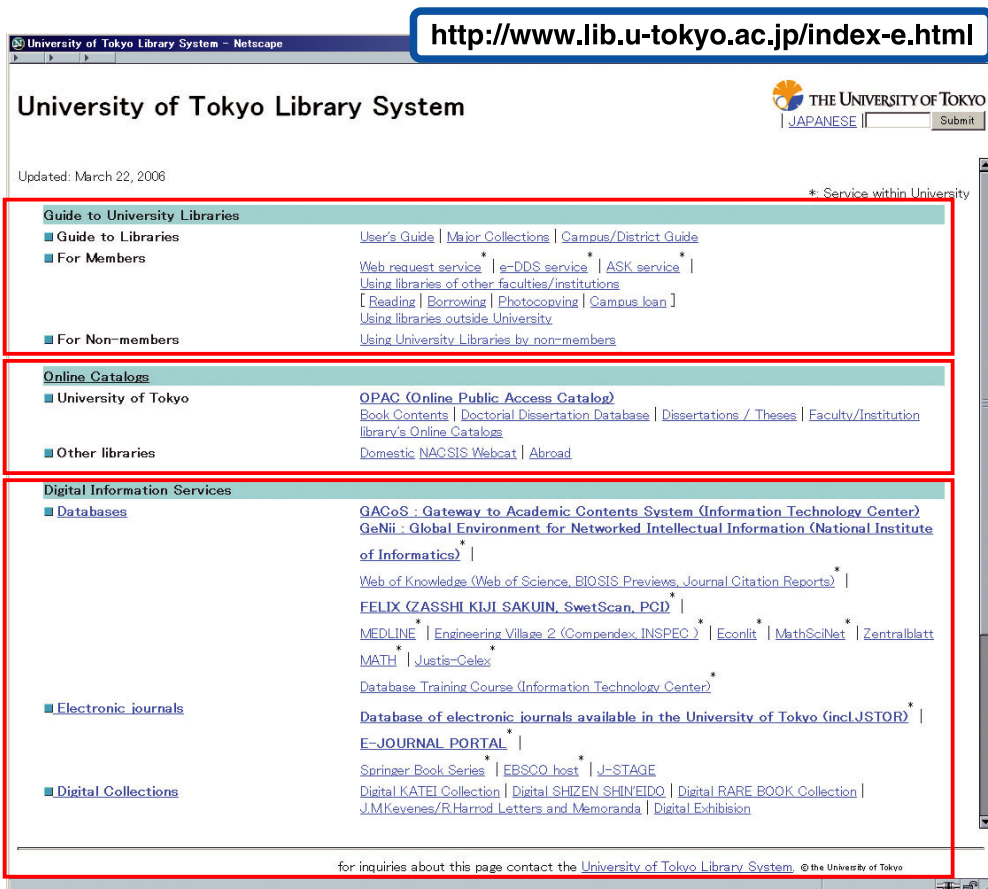 http://www.lib.u-tokyo.ac.jp/index-e.html
University of Tokyo Library System - Netscape
University of Tokyo Library System
THE UNIVERSITY OF TOKYO
| JAPANESE | Submit
Updated: March 22, 2006
*: Service within University
Guide to University Libraries
Guide to Libraries
User's Guide | Major Collections | Campus/District Guide
For Members
Web request service* | e-DDS service* | ASK service* |
Using libraries of other faculties/institutions
[ Reading | Borrowing | Photocopying | Campus loan ]
Using libraries outside University
For Non-members
Using University Libraries by non-members
Online Catalogs
University of Tokyo
OPAC (Online Public Access Catalog)
Book Contents | Doctorial Dissertation Database | Dissertations / Theses | Faculty/Institution
library's Online Catalogs
Other libraries
Domestic NACSIS Webcat | Abroad
Digital Information Services
Databases
GACoS : Gateway to Academic Contents System (Information Technology Center)
GeNii : Global Environment for Networked Intellectual Information (National Institute
of Informatics)* |
Web of Knowledge (Web of Science, BIOSIS Previews, Journal Citation Reports)* |
FELIX (ZASSHI KIJI SAKUIN, SwetScan, PCI)* |
MEDLINE* | Engineering Village 2 (Compendex, INSPEC )* | Econlit* | MathSciNet* | Zentralblatt
MATH* | Justis-Celex*
Database Training Course (Information Technology Center)*
Electronic journals
Database of electronic journals available in the University of Tokyo (incl.JSTOR)* |
E-JOURNAL PORTAL* |
Springer Book Series* | EBSCO host* | J-STAGE
Digital Collections
Digital KATEI Collection | Digital SHIZEN SHIN'EIDO | Digital RARE BOOK Collection |
J.M.Keyenes/R.Harrod Letters and Memoranda | Digital Exhibision
for inquiries about this page contact the University of Tokyo Library System. © the University of Tokyo